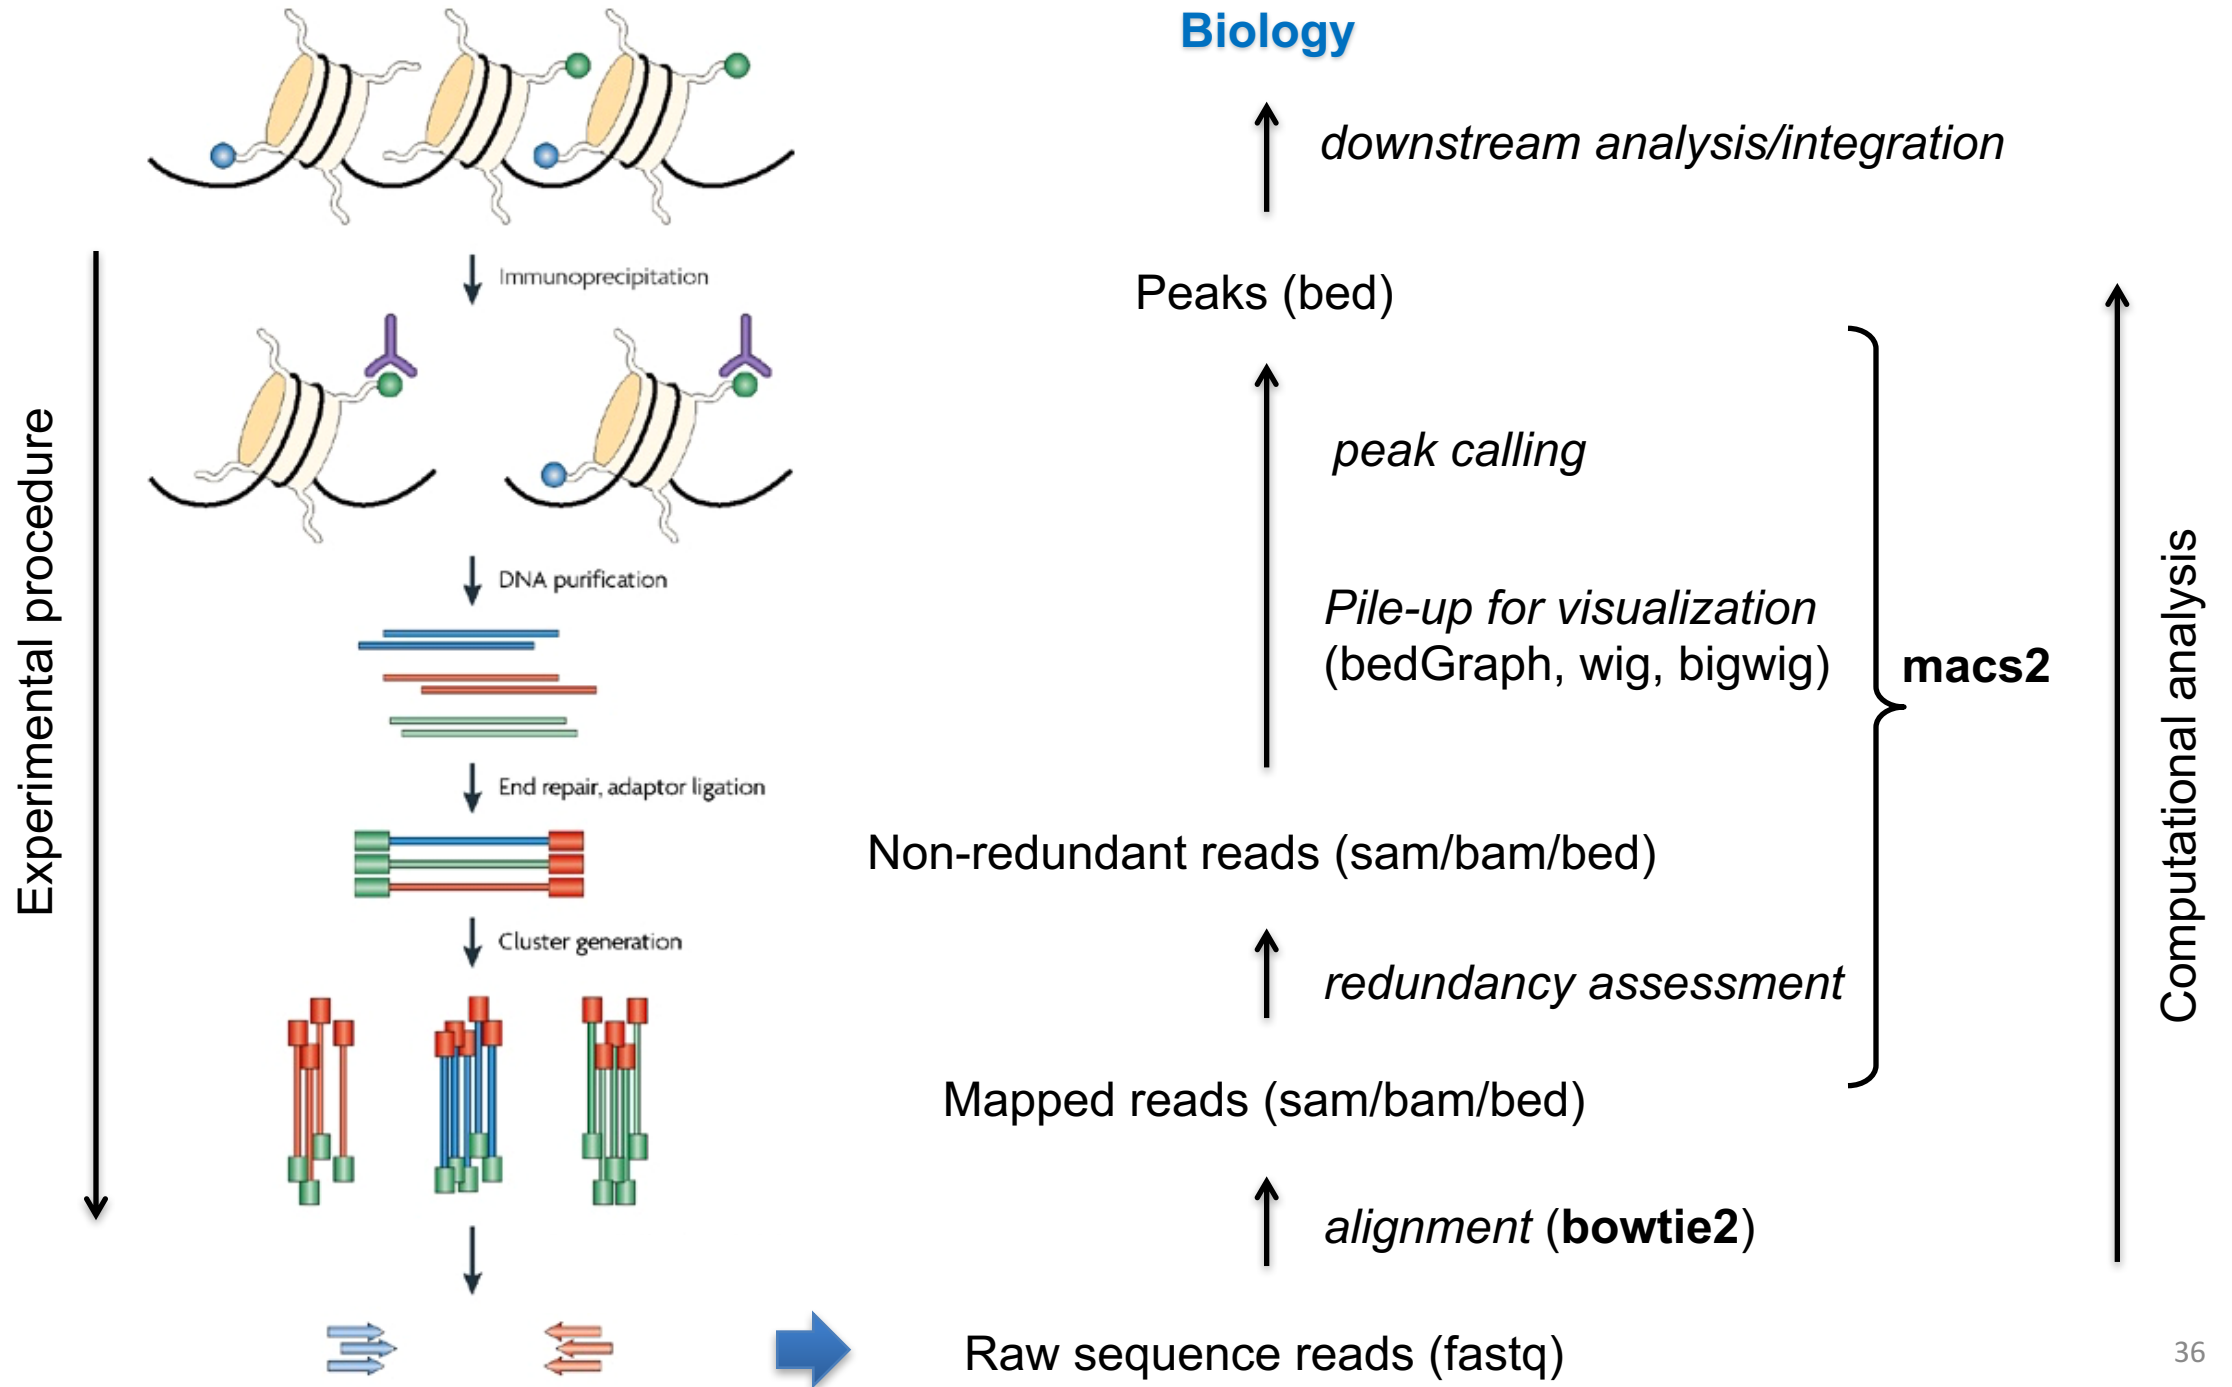 Experimental procedure
Immunoprecipitation
DNA purification
End repair, adaptor ligation
Cluster generation
Biology
downstream analysis/integration
Peaks (bed)
peak calling
Pile-up for visualization
(bedGraph, wig, bigwig)
macs2
Non-redundant reads (sam/bam/bed)
redundancy assessment
Mapped reads (sam/bam/bed)
alignment (bowtie2)
Raw sequence reads (fastq)
Computational analysis
36